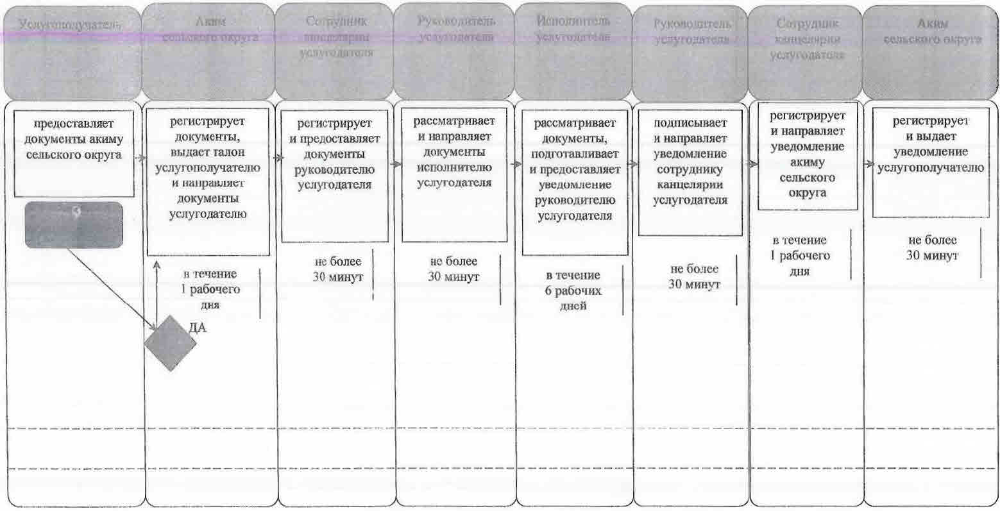 Услугополучатель
Аким
сельского округа
Сотрудник
канцелярии
услугодателя
Руководитель
услугодателя
Исполнитель
услугодателя
Руководитель
услугодателя
Сотрудник
канцелярии
услугодателя
Аким
сельского округа
предоставляет
документы акиму
сельского округа
регистрирует
документы,
выдает талон
услугополучателю
и направляет
документы
услугодателю
регистрирует
и предоставляет
документы
руководителю
услугодателя
рассматривает
и направляет
документы
исполнителю
услугодателя
рассматривает
документы,
подготавливает
и предоставляет
уведомление
руководителю
услугодателя
подписывает
и направляет
уведомление
сотруднику
канцелярии
услугодателя
регистрирует
и направляет
уведомление
акиму
сельского
округа
регистрирует
и выдает
уведомление
услугополучателю
в течение
1 рабочего
дня
не более
30 минут
не более
30 минут
в течение
6 рабочих
дней
не более
30 минут
в течение
1 рабочего
дня
не более
30 минут
ДА